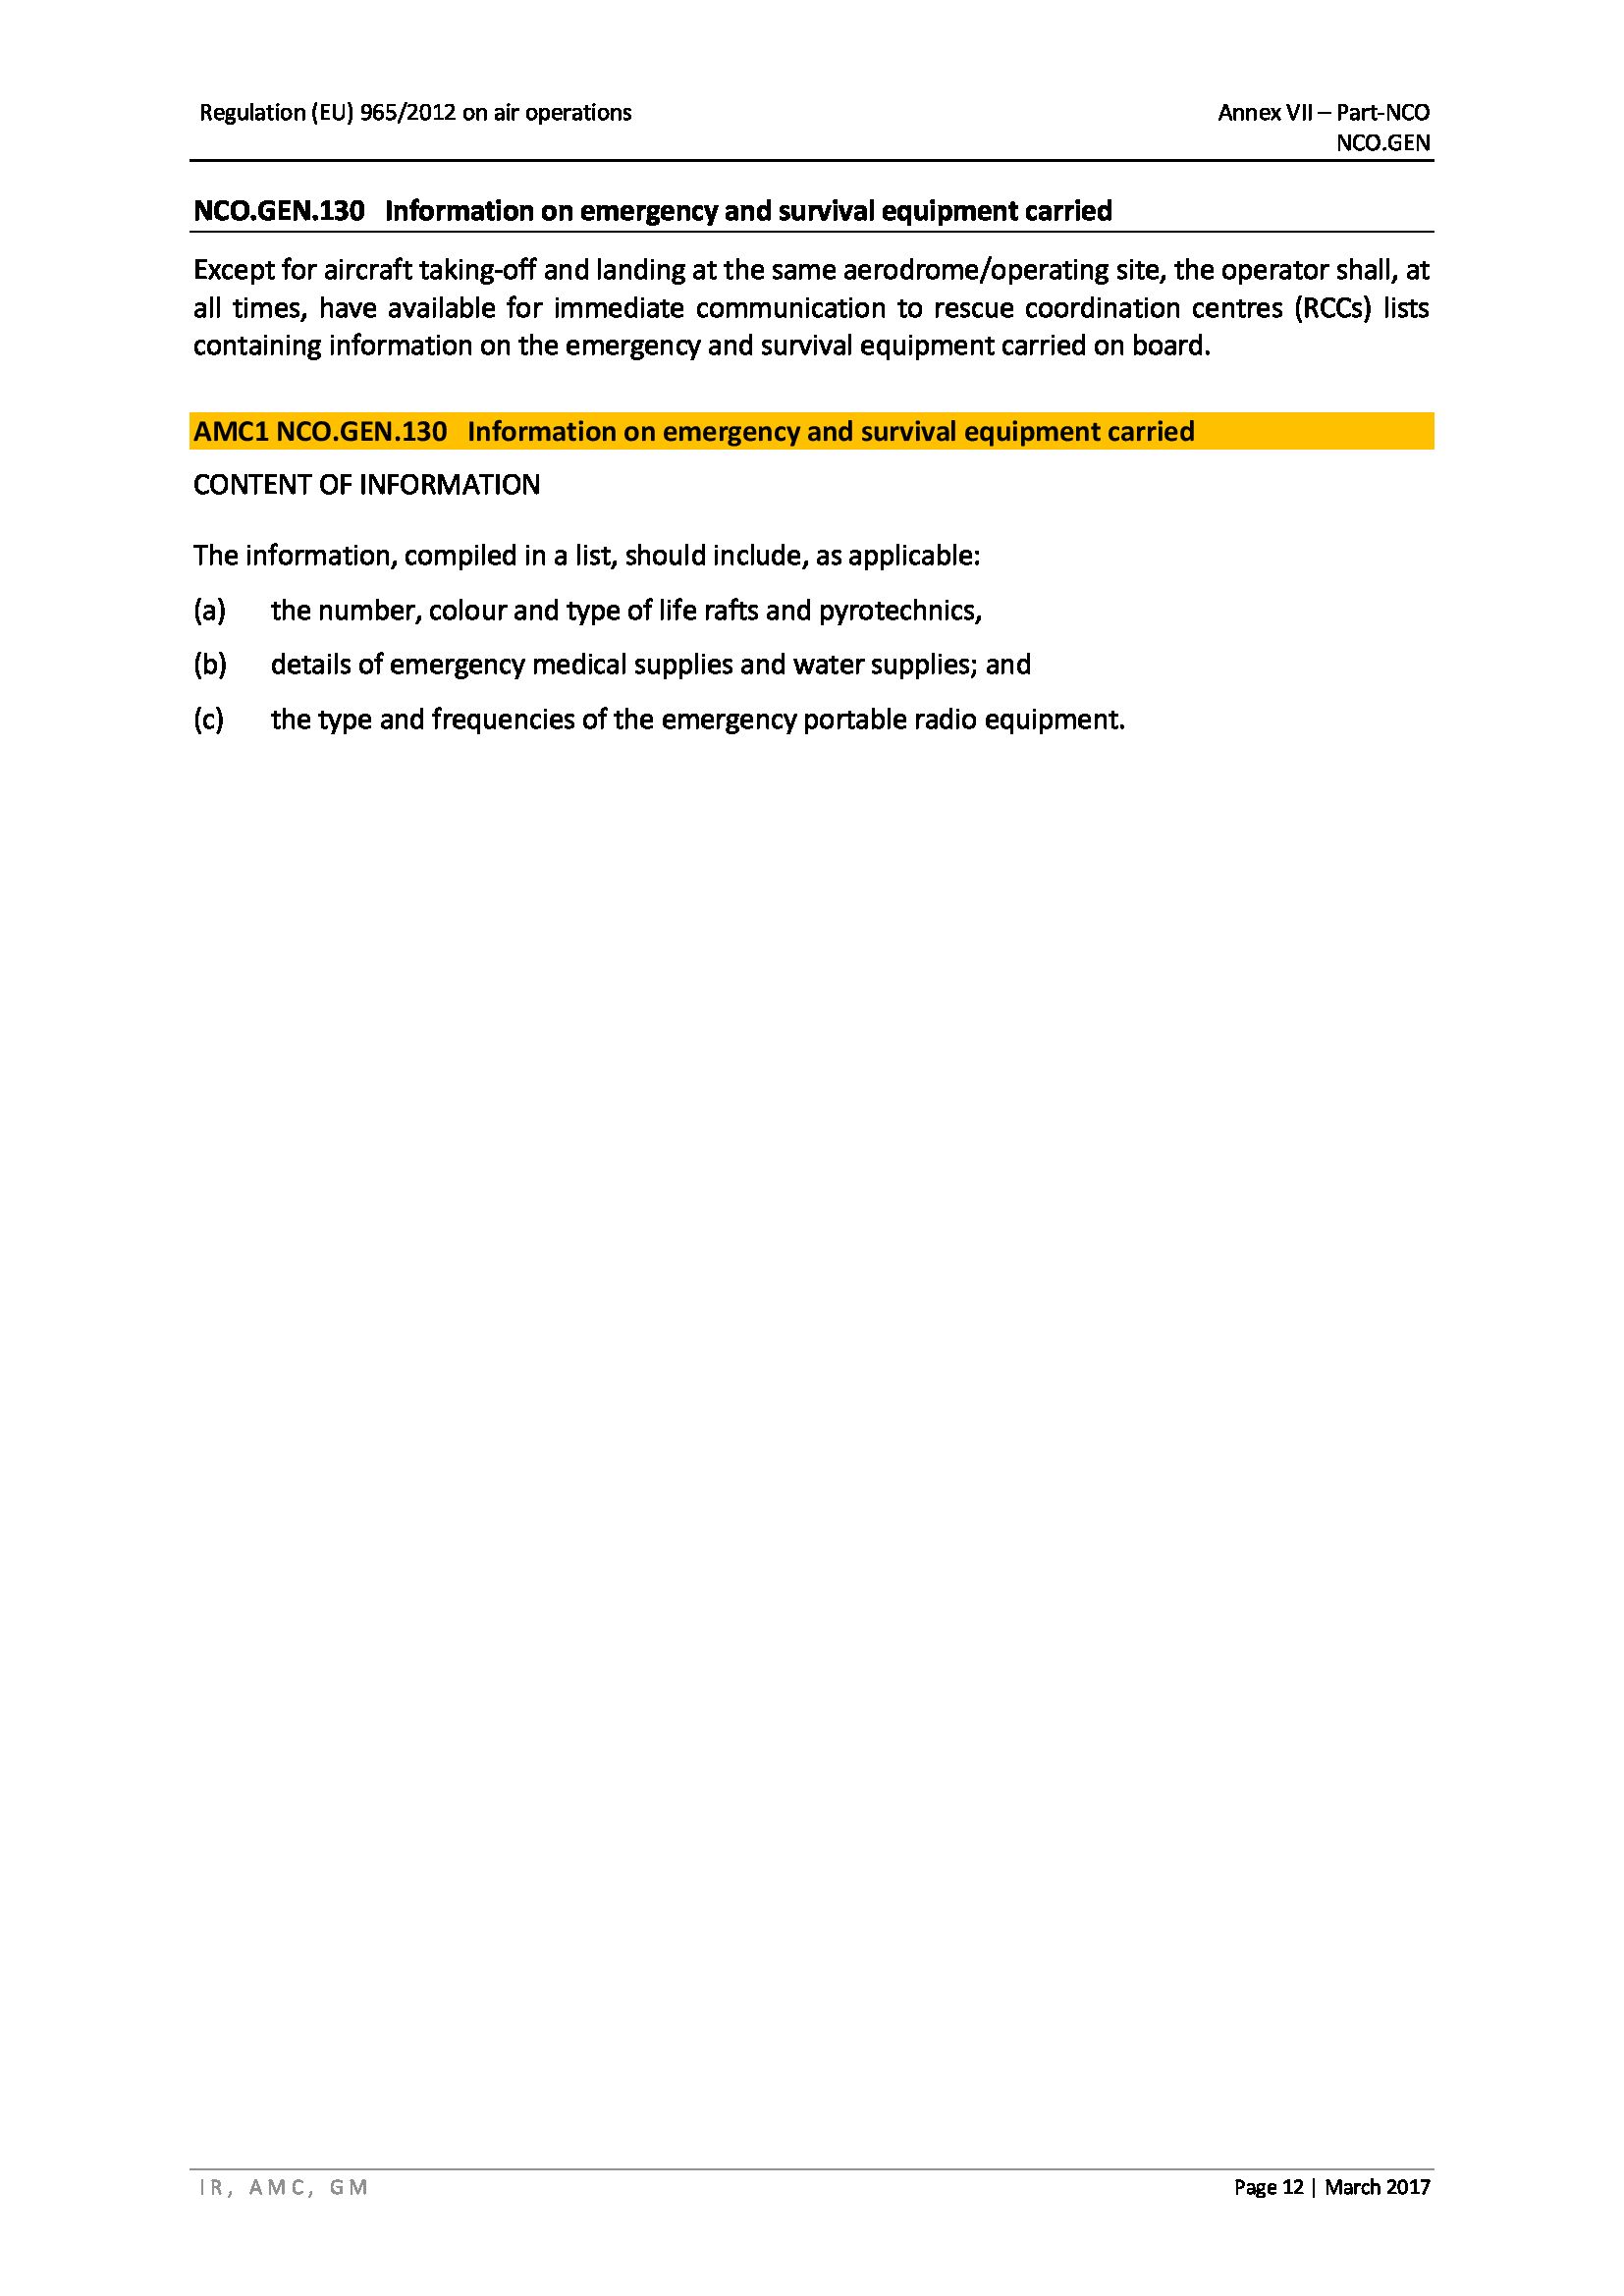 Regulation (EU) 965/2012 on air operations
Annex VII – Part-NCO
NCO.GEN
NCO.GEN.130 Information on emergency and survival equipment carried
Except for aircraft taking-off and landing at the same aerodrome/operating site, the operator shall, at
all times, have available for immediate communication to rescue coordination centres (RCCs) lists
containing information on the emergency and survival equipment carried on board.
AMC1 NCO.GEN.130 Information on emergency and survival equipment carried
CONTENT OF INFORMATION
The information, compiled in a list, should include, as applicable:
(a) the number, colour and type of life rafts and pyrotechnics,
(b) details of emergency medical supplies and water supplies; and
(c) the type and frequencies of the emergency portable radio equipment.
IR, AMC, GM
Page 12 | March 2017